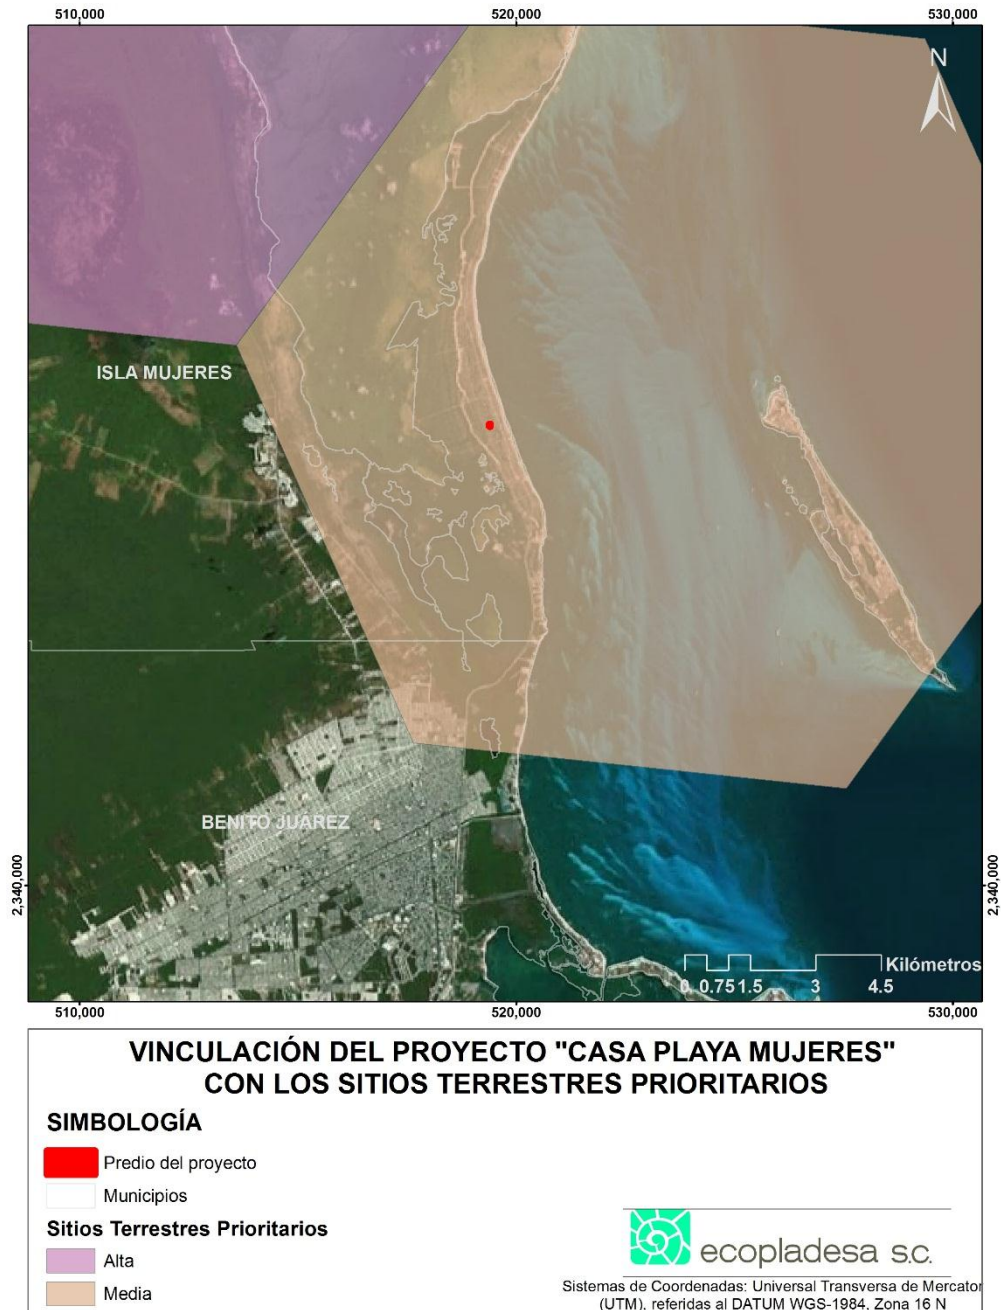 510,000 520,000 530,000
N
ISLA MUJERES
BENITO JUÁREZ
2,340,000 2,340,000
Kilómetros
0 0.75 1.5 3 4.5
510,000 520,000 530,000
VINCULACIÓN DEL PROYECTO "CASA PLAYA MUJERES"
CON LOS SITIOS TERRESTRES PRIORITARIOS
SIMBOLOGÍA
Predio del proyecto
Municipios
Sitios Terrestres Prioritarios
Alta
Media
ecopladesa s.c.
Sistemas de Coordenadas: Universal Transversa de Mercator
(UTM), referidas al DATUM WGS-1984, Zona 16 N